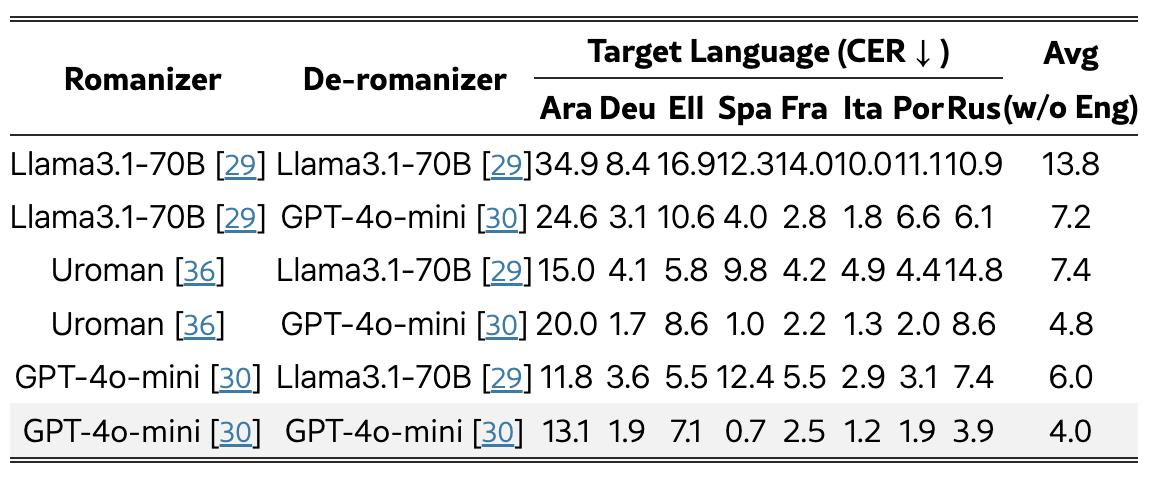 Romanizer De-romanizer Target Language (CER ↓ ) Avg
Ara Deu Ell Spa Fra Ita Por Rus (w/o Eng)
Llama3.1-70B [29] Llama3.1-70B [29] 34.9 8.4 16.9 12.3 14.0 10.0 11.1 10.9 13.8
Llama3.1-70B [29] GPT-4o-mini [30] 24.6 3.1 10.6 4.0 2.8 1.8 6.6 6.1 7.2
Uroman [36] Llama3.1-70B [29] 15.0 4.1 5.8 9.8 4.2 4.9 4.4 14.8 7.4
Uroman [36] GPT-4o-mini [30] 20.0 1.7 8.6 1.0 2.2 1.3 2.0 8.6 4.8
GPT-4o-mini [30] Llama3.1-70B [29] 11.8 3.6 5.5 12.4 5.5 2.9 3.1 7.4 6.0
GPT-4o-mini [30] GPT-4o-mini [30] 13.1 1.9 7.1 0.7 2.5 1.2 1.9 3.9 4.0